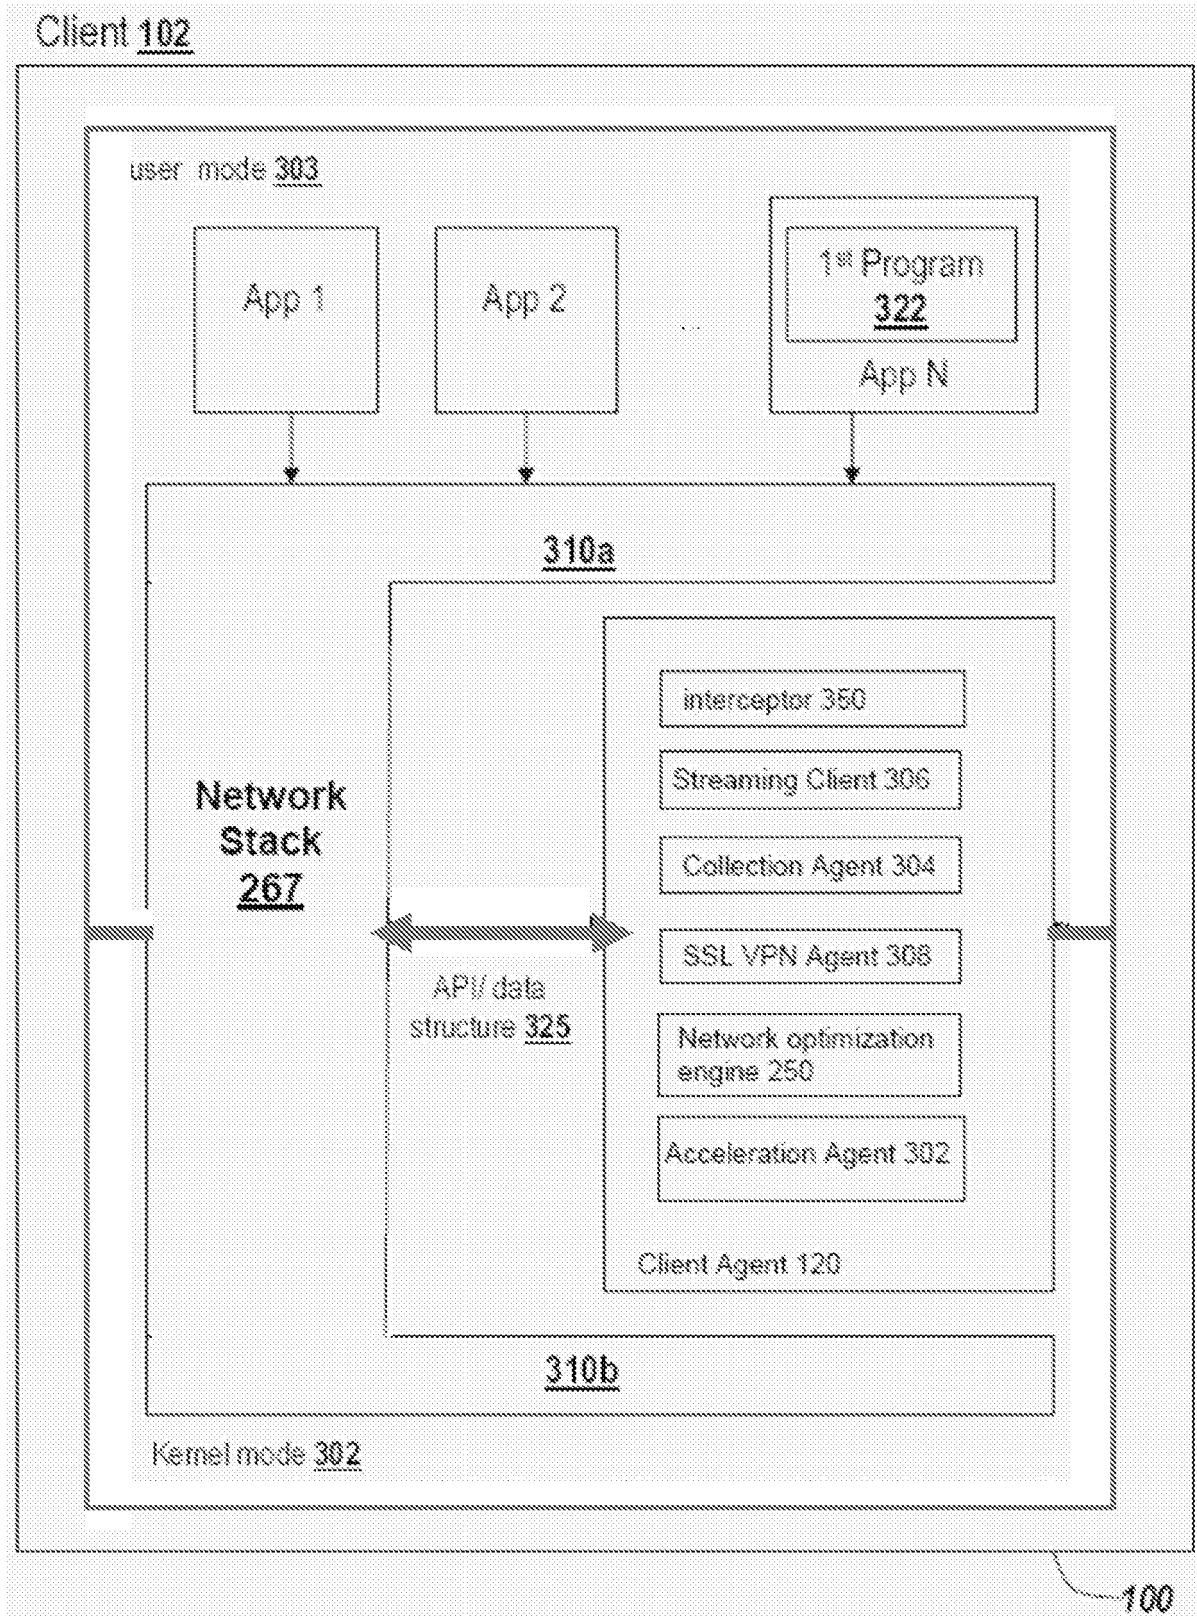 Client 102
user mode 303
App 1
App 2
...
1st Program
322
App N
310a
interceptor 350
Streaming Client 306
Collection Agent 304
SSL VPN Agent 308
Network optimization
engine 250
Acceleration Agent 302
Client Agent 120
Network
Stack
267
API/ data
structure 325
310b
Kernel mode 302
100